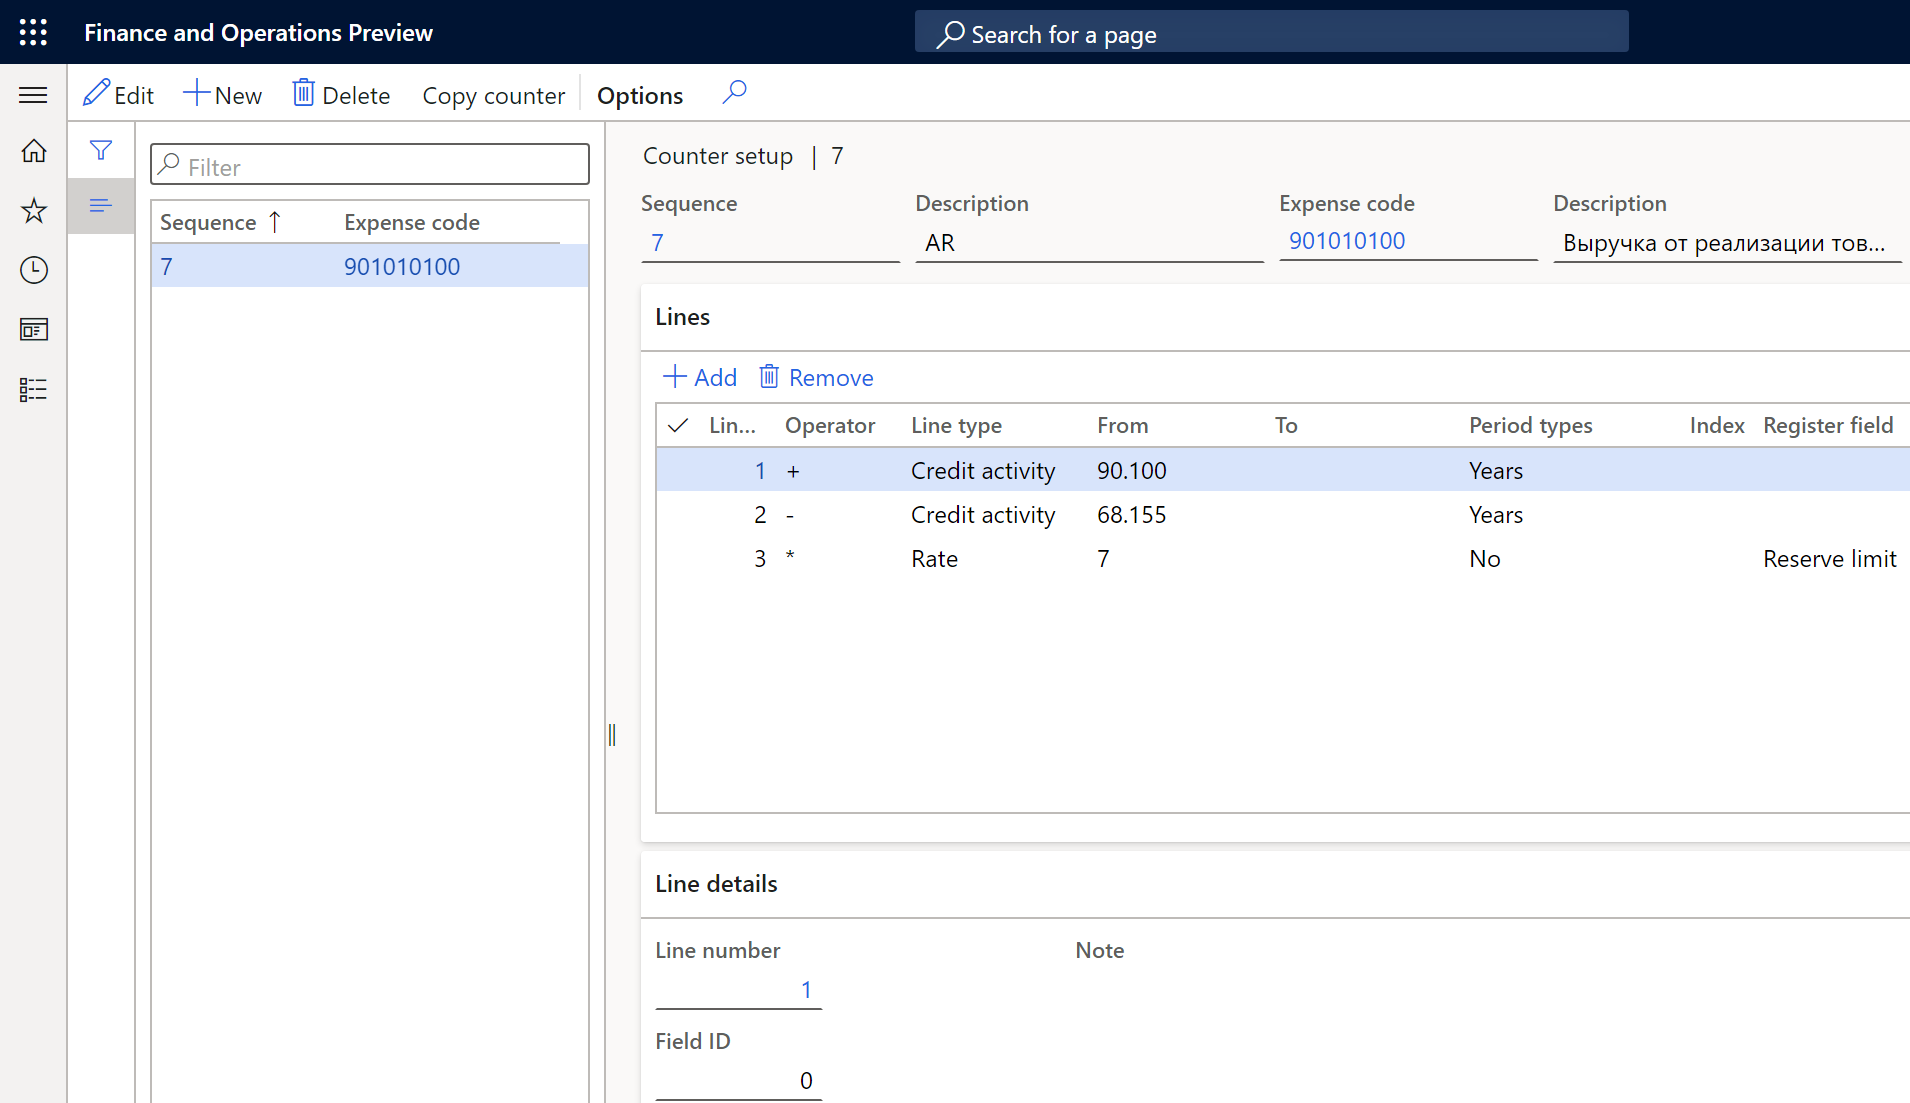 Finance and Operations Preview
Search for a page
Edit New Delete Copy counter Options
Filter
Sequence ↑ Expense code
7 901010100
Counter setup | 7
Sequence Description Expense code Description
7 AR 901010100 Выручка от реализации тов...
Lines
Add Remove
Lin... Operator Line type From To Period types Index Register field
1 + Credit activity 90.100 Years
2 - Credit activity 68.155 Years
3 * Rate 7 No Reserve limit
Line details
Line number Note
1
Field ID
0